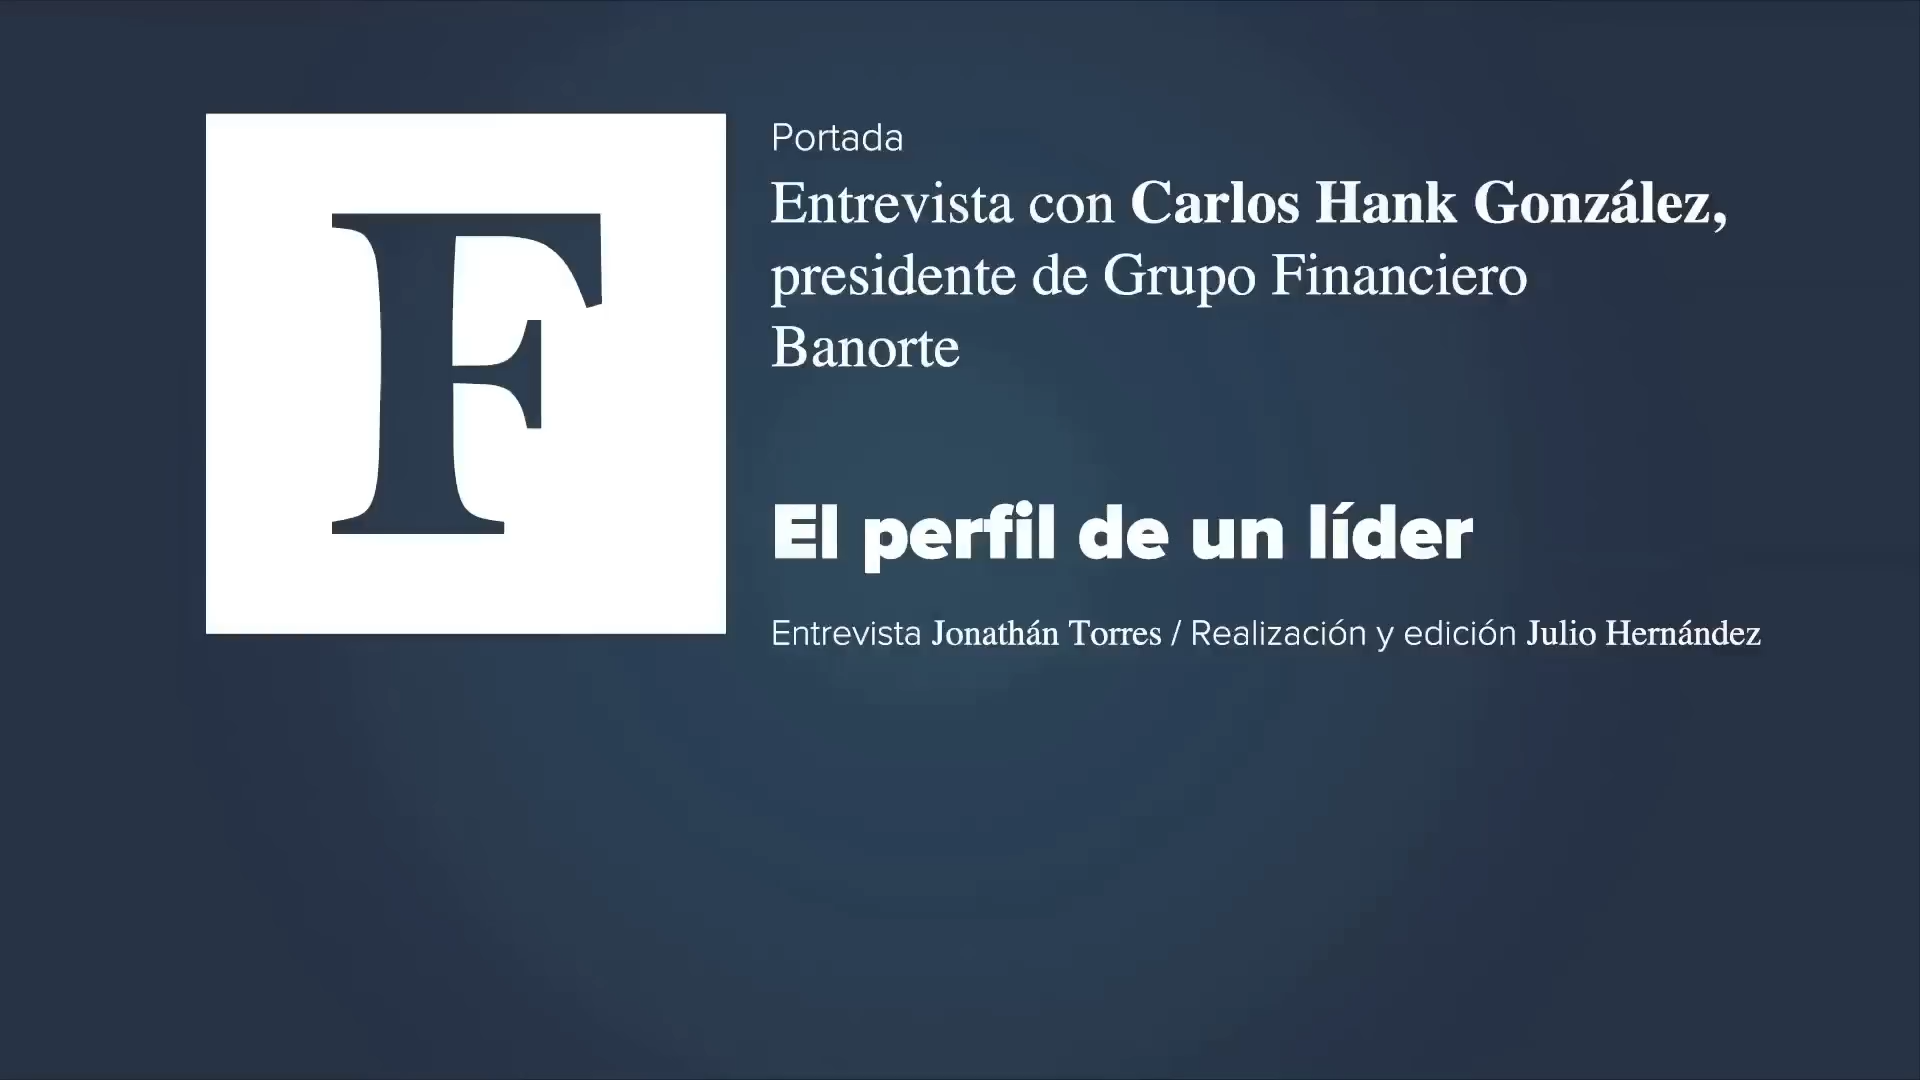 F
Portada
Entrevista con Carlos Hank González,
presidente de Grupo Financiero
Banorte
El perfil de un líder
Entrevista Jonathán Torres / Realización y edición Julio Hernández